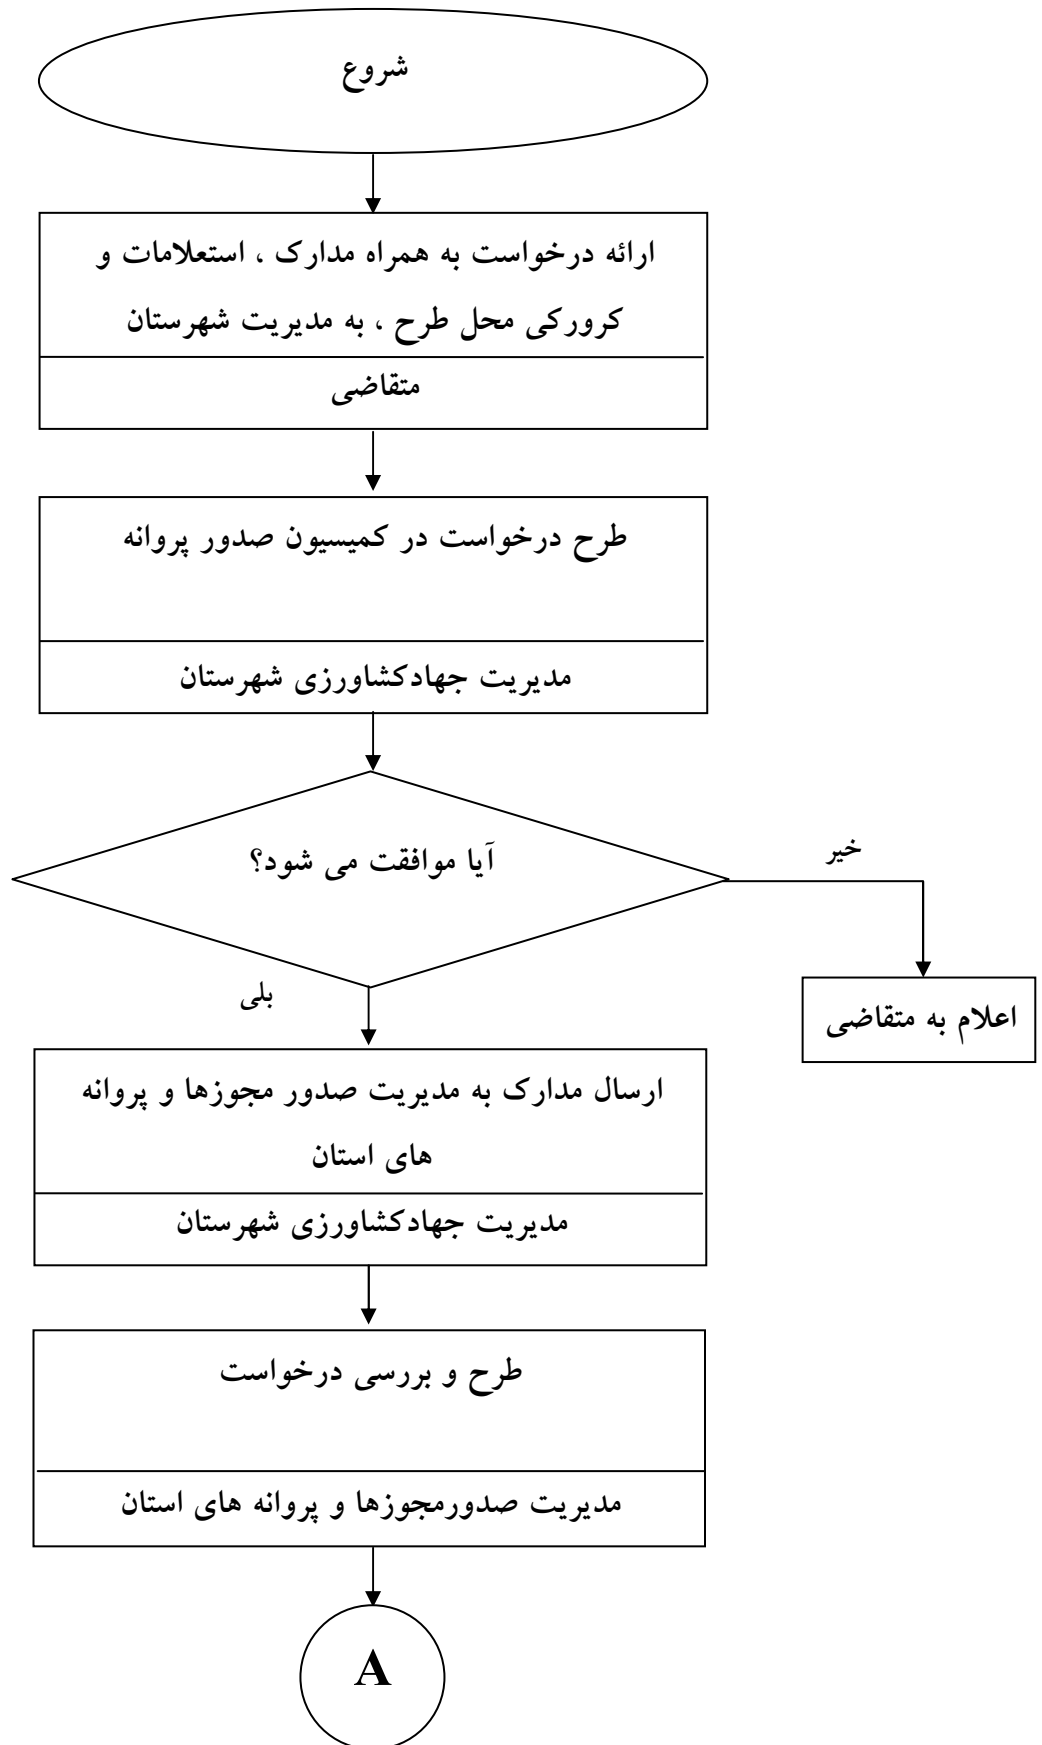 شروع
ارائه درخواست به همراه مدارک ، استعلامات و
کرورکی محل طرح ، به مدیریت شهرستان
متقاضی
طرح درخواست در کمیسیون صدور پروانه
مدیریت جهادکشاورزی شهرستان
آیا موافقت می شود؟
خیر
اعلام به متقاضی
بلی
ارسال مدارک به مدیریت صدور مجوزها و پروانه
های استان
مدیریت جهادکشاورزی شهرستان
طرح و بررسی درخواست
مدیریت صدورمجوزها و پروانه های استان
A